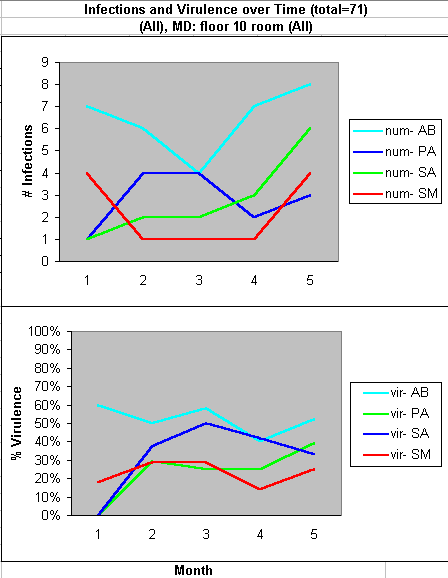 Infections and Virulence over Time (total=71)
(All), MD: floor 10 room (All)
9
8
7
6
5
4
3
2
1
0
# Infections
1 2 3 4 5
num- AB
num- PA
num- SA
num- SM
100%
90%
80%
70%
60%
50%
40%
30%
20%
10%
0%
% Virulence
1 2 3 4 5
vir- AB
vir- PA
vir- SA
vir- SM
Month